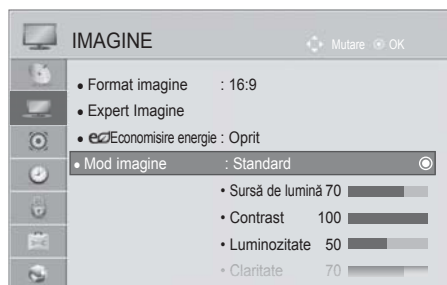 IMAGINE
Mutare OK
• Format imagine : 16:9
• Expert Imagine
• eco Economisire energie : Oprit
• Mod imagine : Standard
• Sursă de lumină 70
• Contrast 100
• Luminozitate 50
• Claritate 70